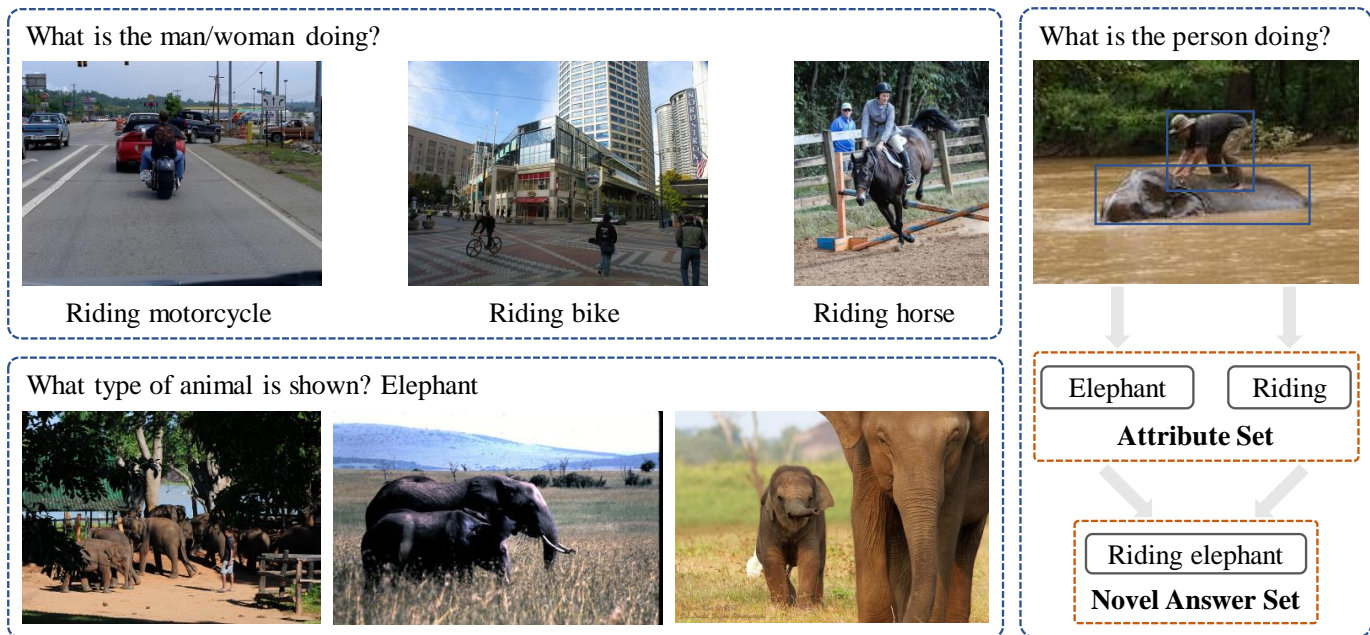 What is the man/woman doing?
NORDSTROM
Riding motorcycle
Riding bike
Riding horse
What type of animal is shown? Elephant
What is the person doing?
Elephant
Riding
Attribute Set
Riding elephant
Novel Answer Set